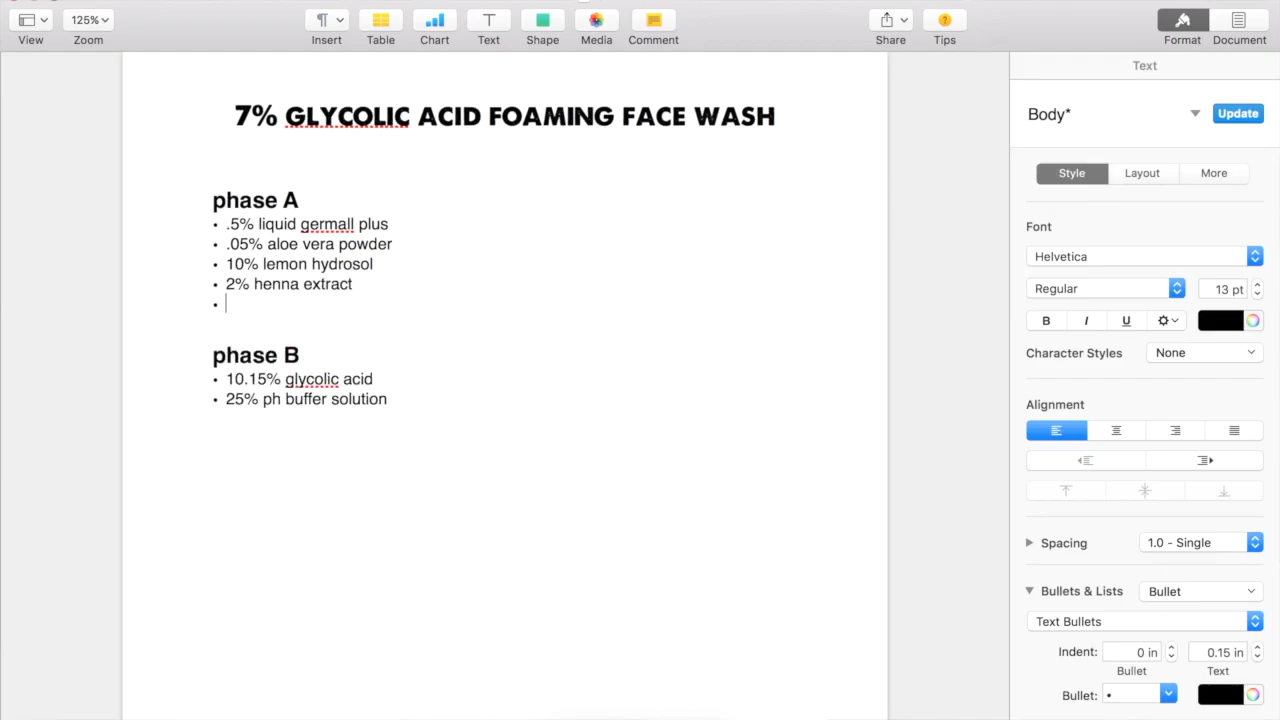 125%
View
Zoom
Insert
Table
Chart
Text
Shape
Media
Comment
Share
Tips
Format
Document
7% GLYCOLIC ACID FOAMING FACE WASH
phase A
• .5% liquid germall plus
• .05% aloe vera powder
• 10% lemon hydrosol
• 2% henna extract
•
phase B
• 10.15% glycolic acid
• 25% ph buffer solution
Text
Body*
Update
Style Layout More
Font
Helvetica
Regular 13 pt
B I U
Character Styles None
Alignment
Spacing 1.0 - Single
Bullets & Lists Bullet
Text Bullets
Indent: 0 in 0.15 in
Bullet Text
Bullet: •